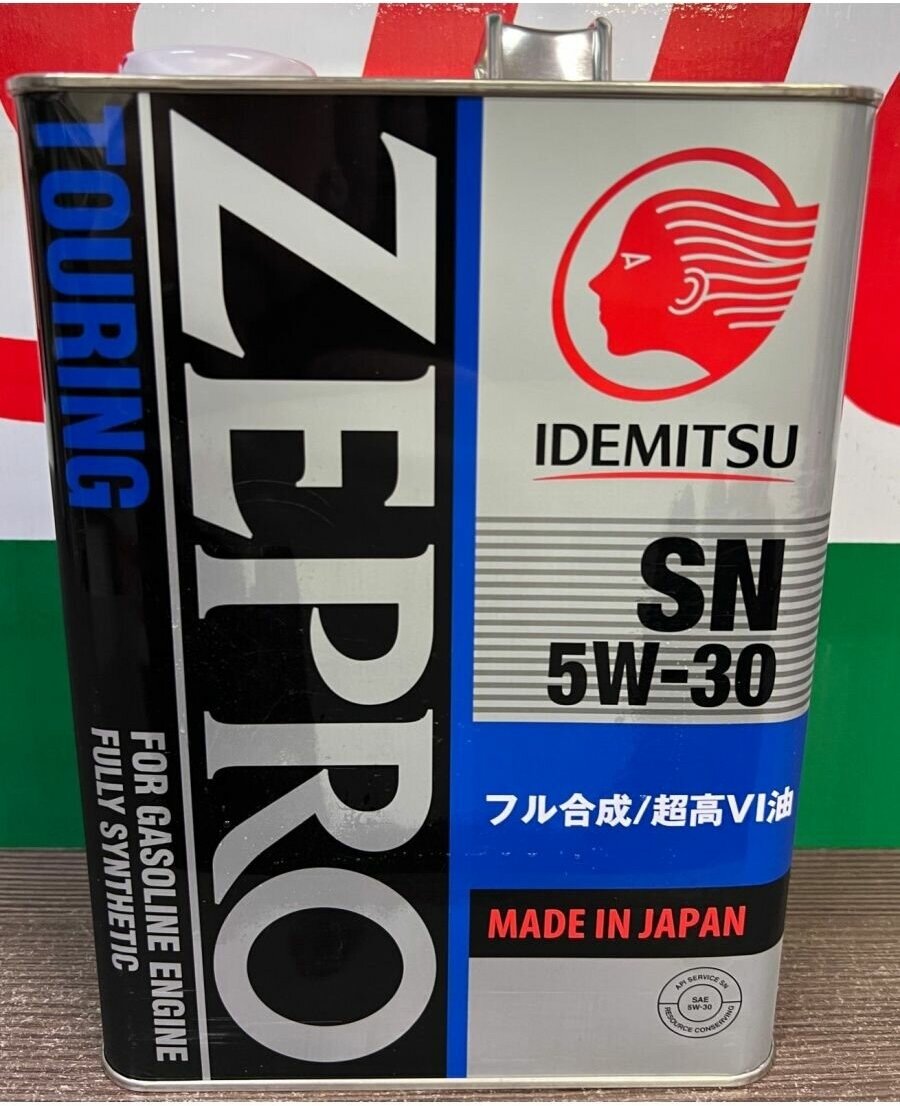 TOURING
FOR GASOLINE ENGINE
FULLY SYNTHETIC
ZEPRO
IDEMITSU
SN
5W-30
フル合成/超高VI油
MADE IN JAPAN
API SERVICE SN
SAE
5W-30
RESOURCE CONSERVING